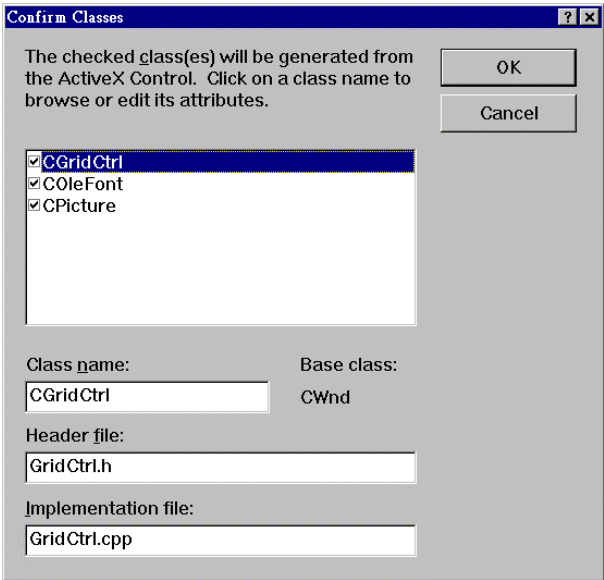 Confirm Classes
The checked class(es) will be generated from
the ActiveX Control. Click on a class name to
browse or edit its attributes.
OK
Cancel
CGridCtrl
COleFont
CPicture
Class name:
Base class:
CGridCtrl
CWnd
Header file:
GridCtrl.h
Implementation file:
GridCtrl.cpp